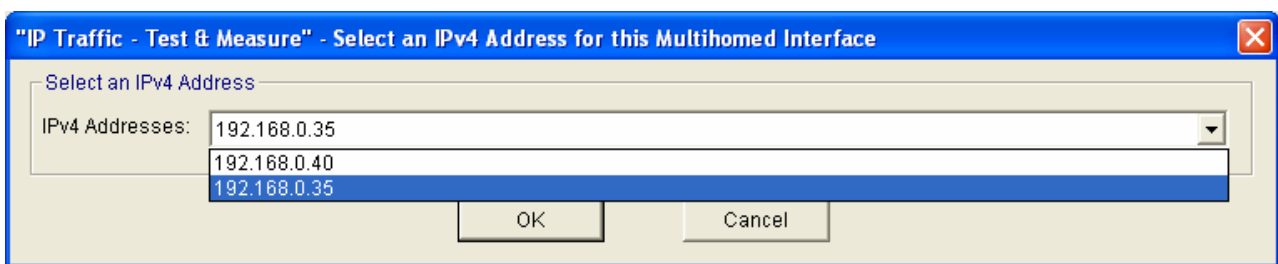 "IP Traffic - Test & Measure" - Select an IPv4 Address for this Multihomed Interface
Select an IPv4 Address
IPv4 Addresses: 192.168.0.35
192.168.0.40
192.168.0.35
OK Cancel